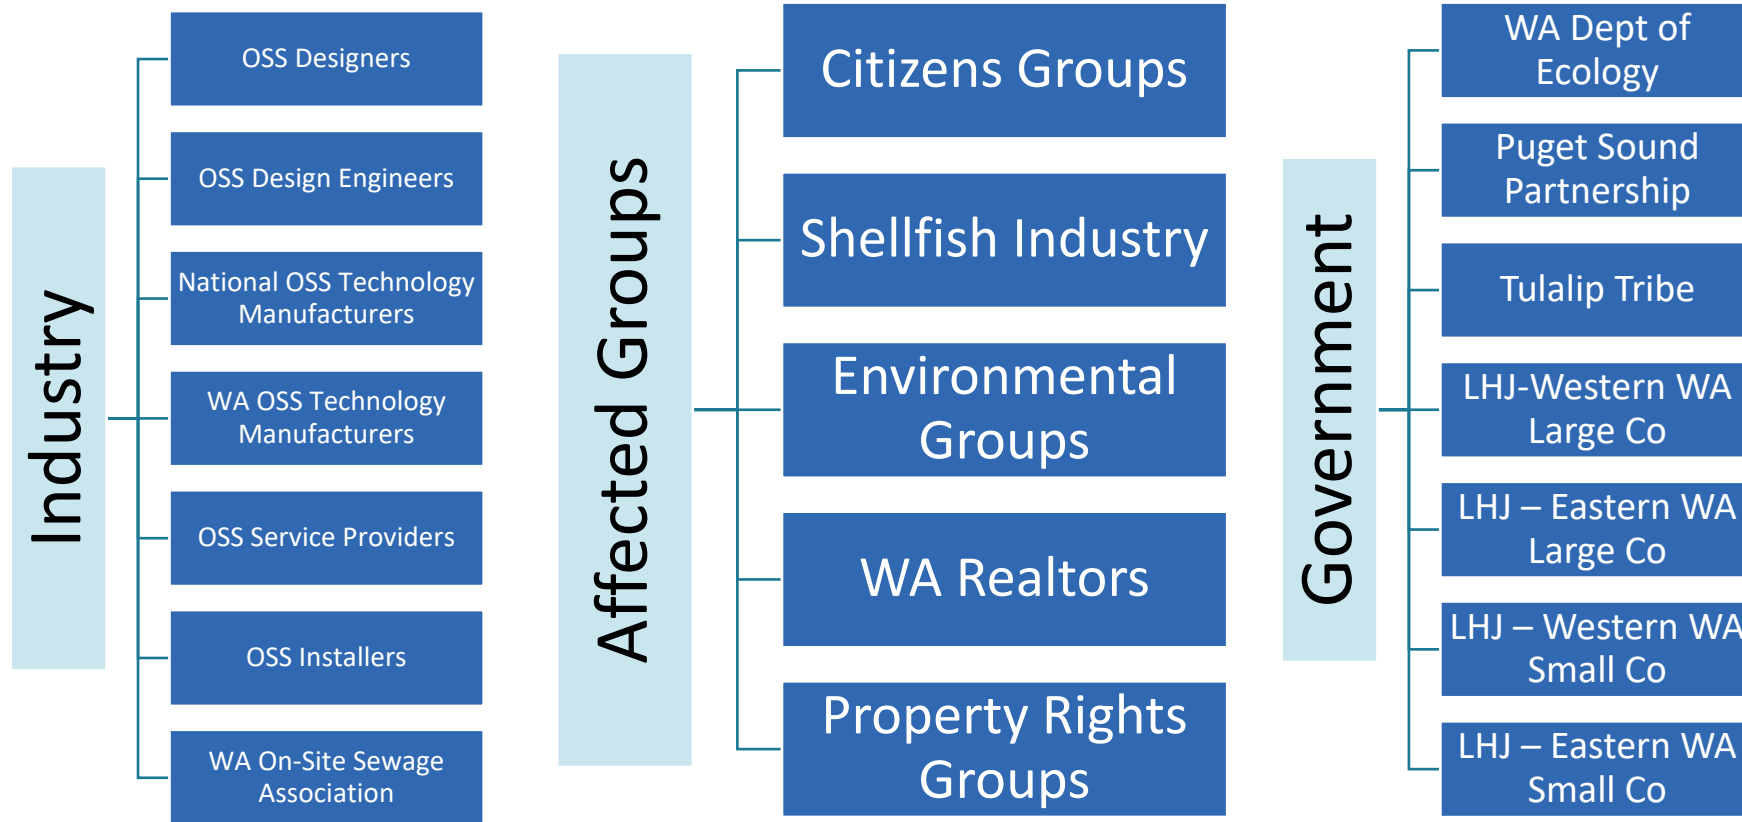 Industry
OSS Designers
OSS Design Engineers
National OSS Technology
Manufacturers
WA OSS Technology
Manufacturers
OSS Service Providers
OSS Installers
WA On-Site Sewage
Association
Affected Groups
Citizens Groups
Shellfish Industry
Environmental
Groups
WA Realtors
Property Rights
Groups
Government
WA Dept of
Ecology
Puget Sound
Partnership
Tulalip Tribe
LHJ-Western WA
Large Co
LHJ – Eastern WA
Large Co
LHJ – Western WA
Small Co
LHJ – Eastern WA
Small Co